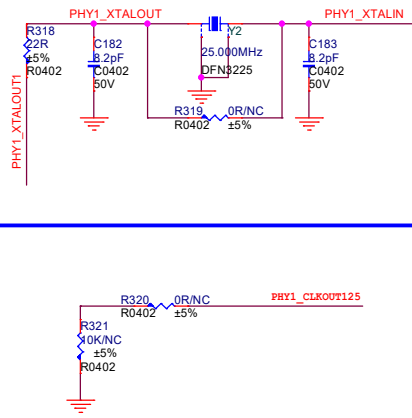 PHY1_XTALOUT
PHY1_XTALIN
R318
22R
±5%
R0402
C182
8.2pF
C0402
50V
Y2
25.000MHz
DFN3225
C183
8.2pF
C0402
50V
R319
0R/NC
R0402
±5%
PHY1_XTALOUT1
R320
0R/NC
R0402
±5%
PHY1_CLKOUT125
R321
10K/NC
±5%
R0402